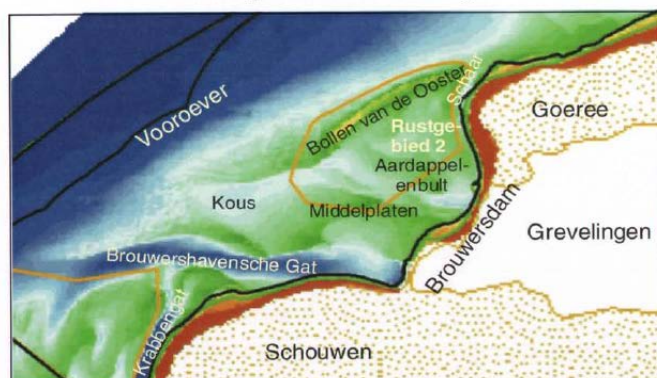 Vooroever
Bollen van de Ooster
Schaar
Goeree
Rustge-
bied 2
Aardappel-
enbult
Kous
Middelplaten
Brouwersdam
Grevelingen
Brouwershavensche Gat
Krabbengat
Schouwen